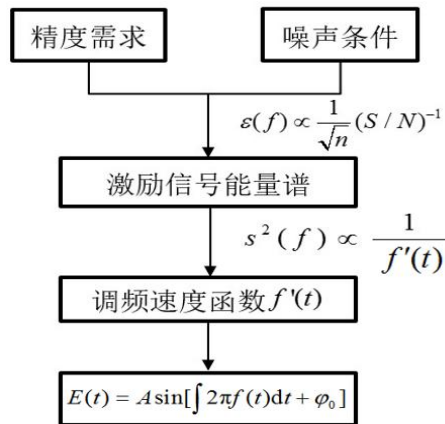 精度需求
噪声条件
ε(f) ∝ 1/√n (S / N)⁻¹
激励信号能量谱
s²(f) ∝ 1/f'(t)
调频速度函数f'(t)
E(t) = A sin[∫2πf(t)dt + φ₀]